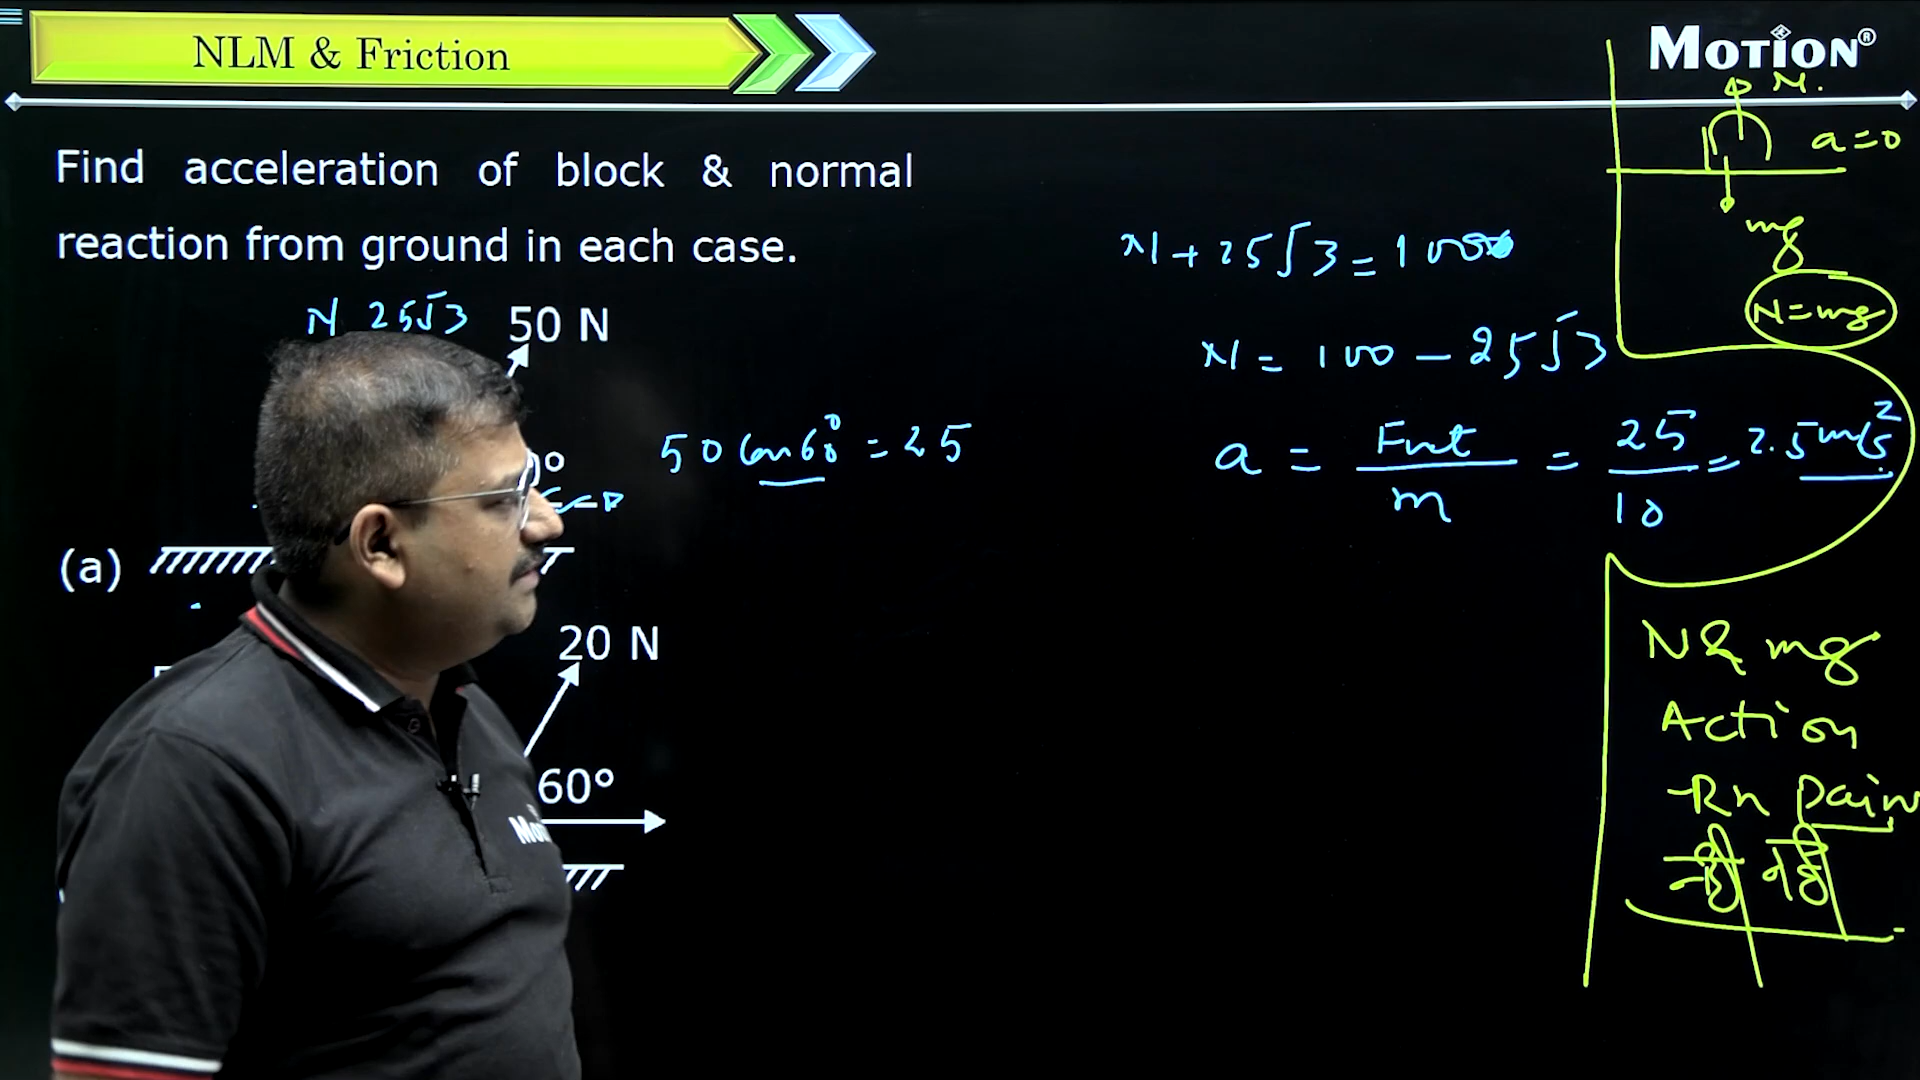 NLM & Friction
MOTION®
Find acceleration of block & normal
reaction from ground in each case.
N 25√3
50 N
50 cos 60° = 25
(a)
20 N
60°
N + 25√3 = 100
N = 100 - 25√3
a = Fnet / m = 25 / 10 = 2.5 m/s²
N.
a = 0
mg
N = mg
N & mg
Action
-Rn pair